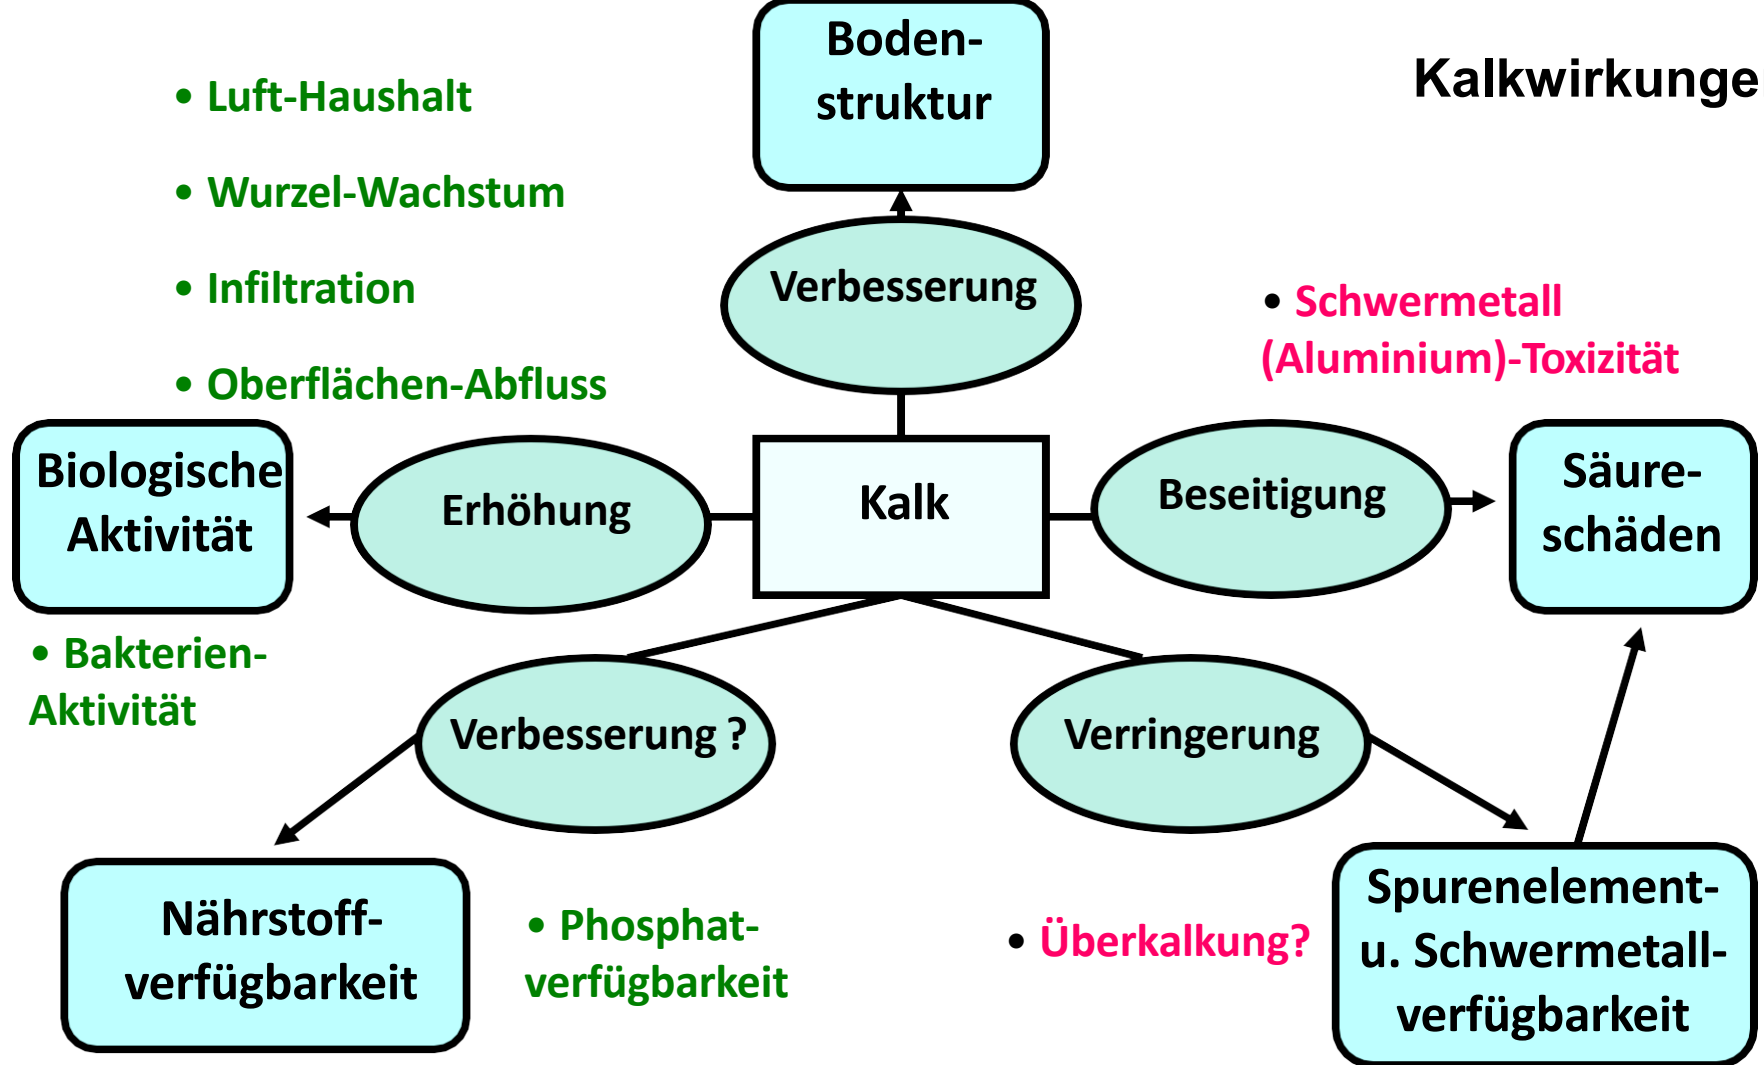 Boden-
struktur
Kalkwirkunge
• Luft-Haushalt
• Wurzel-Wachstum
• Infiltration
• Oberflächen-Abfluss
Verbesserung
• Schwermetall
(Aluminium)-Toxizität
Biologische
Aktivität
Erhöhung
Kalk
Beseitigung
Säure-
schäden
• Bakterien-
Aktivität
Verbesserung ?
Verringerung
Nährstoff-
verfügbarkeit
• Phosphat-
verfügbarkeit
• Überkalkung?
Spurenelement-
u. Schwermetall-
verfügbarkeit